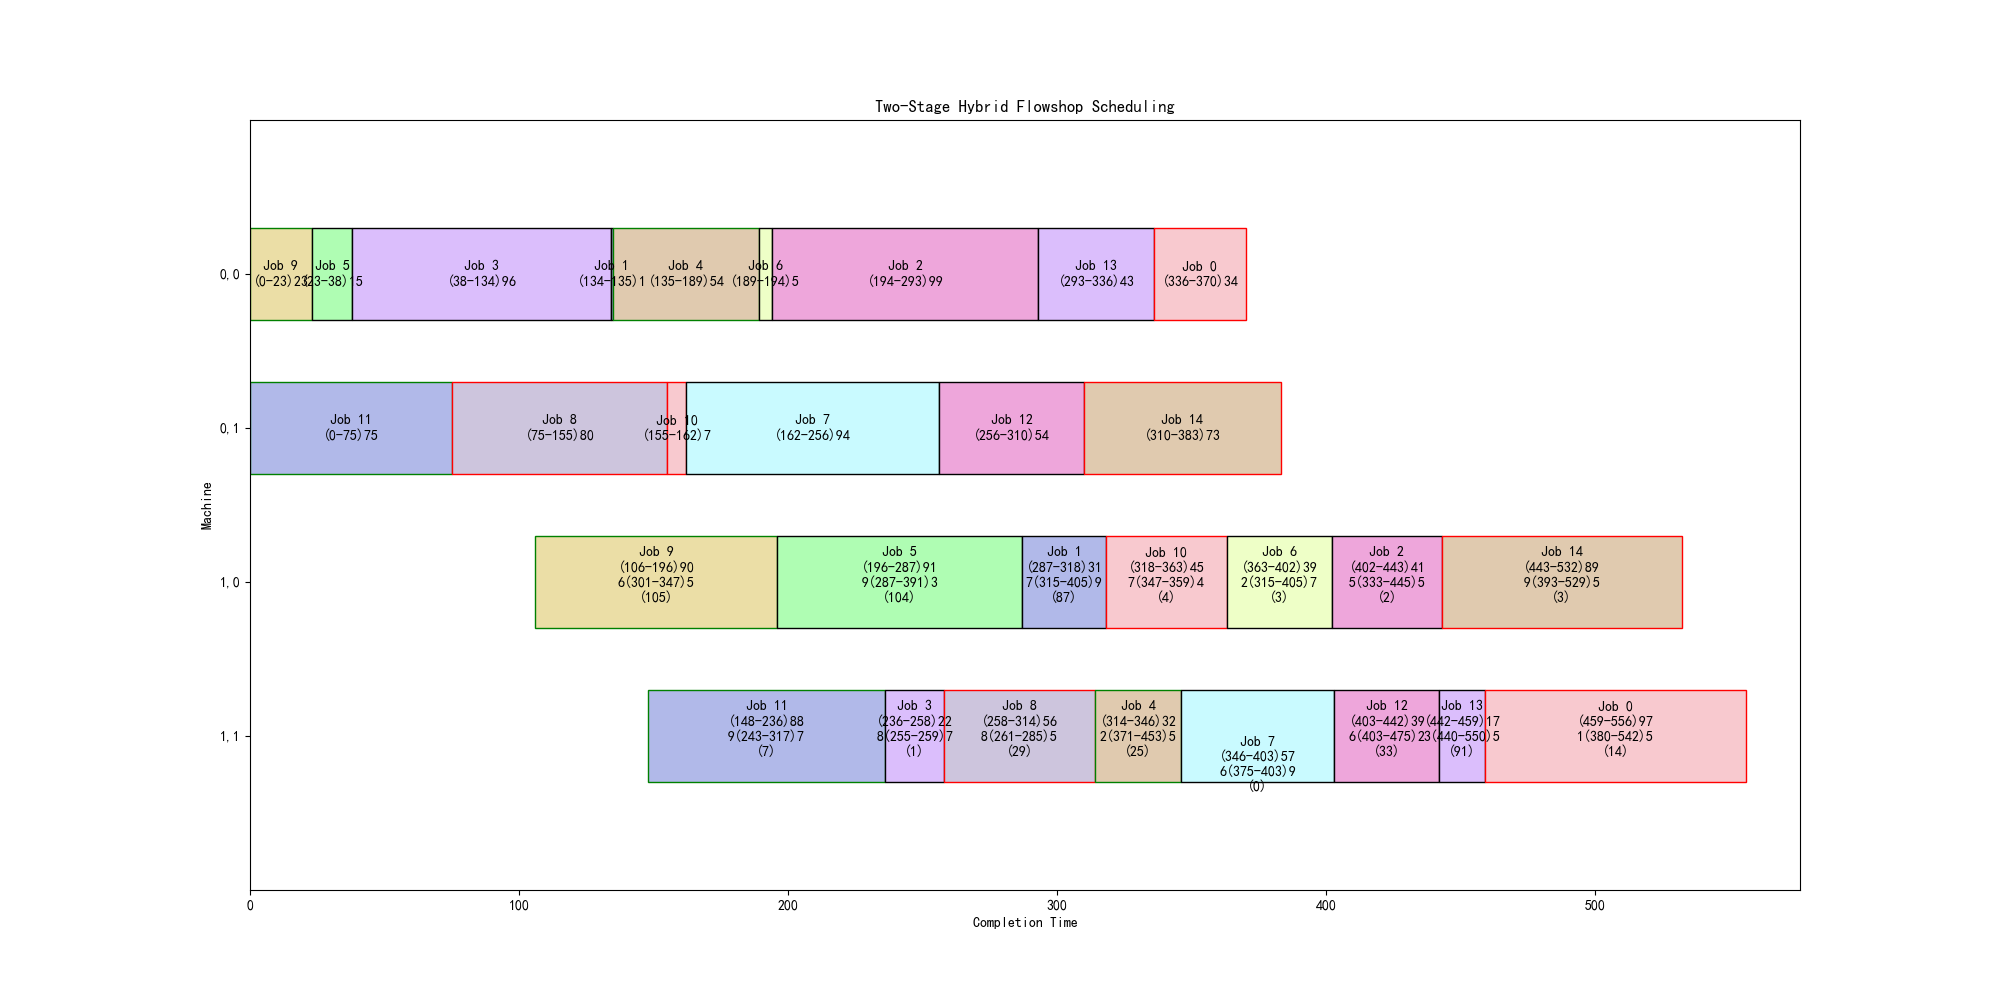 Two-Stage Hybrid Flowshop Scheduling
Machine
0,0
Job 9
(0-23)23
Job 5
(23-38)15
Job 3
(38-134)96
Job 1
(134-135)1
Job 4
(135-189)54
Job 6
(189-194)5
Job 2
(194-293)99
Job 13
(293-336)43
Job 0
(336-370)34
0,1
Job 11
(0-75)75
Job 8
(75-155)80
Job 10
(155-162)7
Job 7
(162-256)94
Job 12
(256-310)54
Job 14
(310-383)73
1,0
Job 9
(106-196)90
6(301-347)5
(105)
Job 5
(196-287)91
9(287-391)3
(104)
Job 1
(287-318)31
7(315-405)9
(87)
Job 10
(318-363)45
7(347-359)4
(4)
Job 6
(363-402)39
2(315-405)7
(3)
Job 2
(402-443)41
5(333-445)5
(2)
Job 14
(443-532)89
9(393-529)5
(3)
1,1
Job 11
(148-236)88
9(243-317)7
(7)
Job 3
(236-258)22
8(255-259)7
(1)
Job 8
(258-314)56
8(261-285)5
(29)
Job 4
(314-346)32
2(371-453)5
(25)
Job 7
(346-403)57
6(375-403)9
(0)
Job 12
(403-442)39
6(403-475)2
(33)
Job 13
(442-459)17
3(440-550)5
(91)
Job 0
(459-556)97
1(380-542)5
(14)
0 100 200 300 400 500
Completion Time